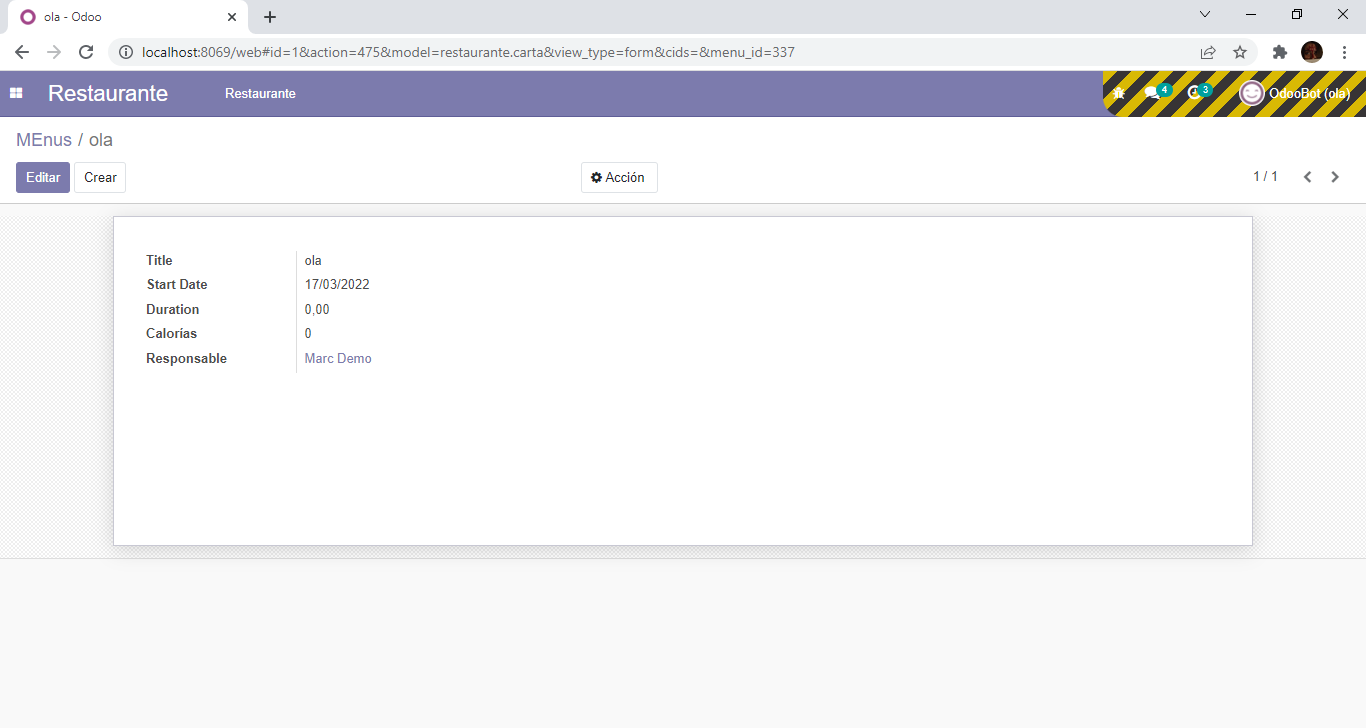 ola - Odoo
localhost:8069/web#id=1&action=475&model=restaurante.carta&view_type=form&cids=&menu_id=337
Restaurante Restaurante 4 3 OdooBot (ola)
MEnus / ola
Editar Crear Acción 1 / 1
Title ola
Start Date 17/03/2022
Duration 0,00
Calorías 0
Responsable Marc Demo